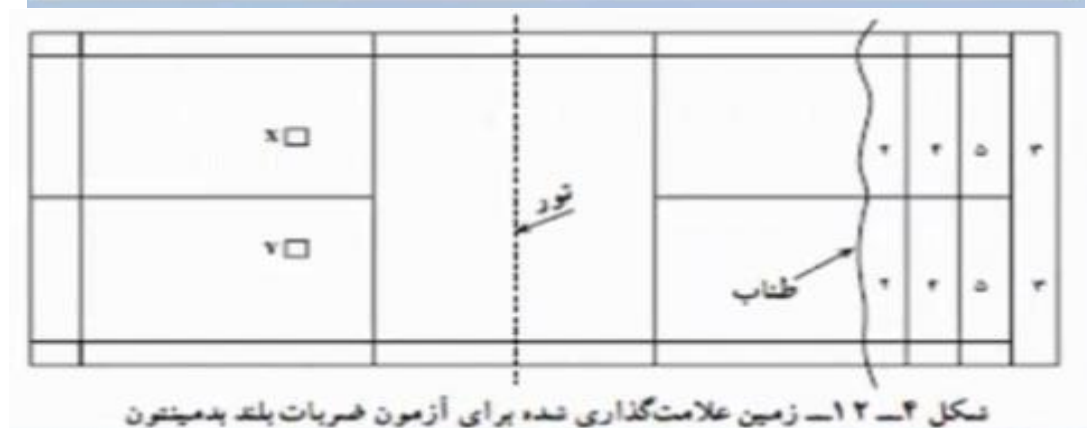 X ۲ ۴ ۵ ۳
تور
Y
طناب
۲ ۴ ۵ ۳
شکل ۴ــ ۱۲ــ زمین علامت‌گذاری شده برای آزمون ضربات بلند بدمینتون